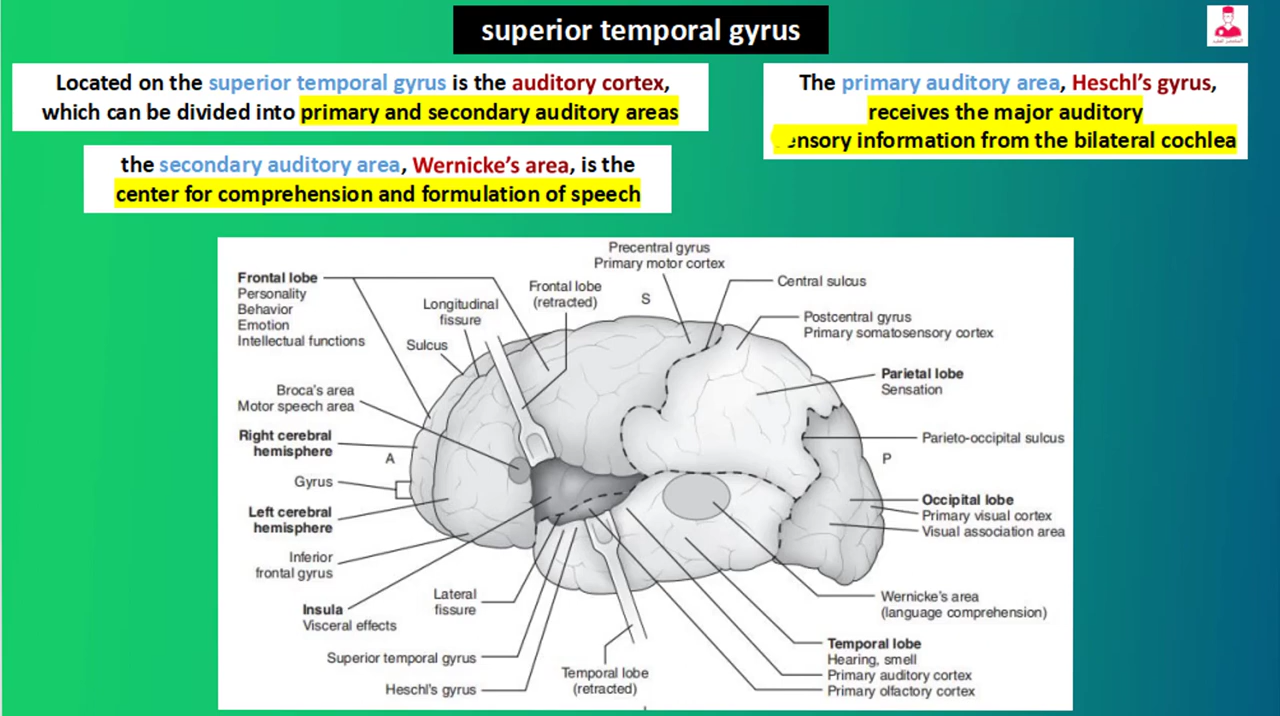 superior temporal gyrus
Located on the superior temporal gyrus is the auditory cortex,
which can be divided into primary and secondary auditory areas
The primary auditory area, Heschl's gyrus,
receives the major auditory
ensory information from the bilateral cochlea
the secondary auditory area, Wernicke's area, is the
center for comprehension and formulation of speech
Precentral gyrus
Primary motor cortex
Frontal lobe
Personality
Behavior
Emotion
Intellectual functions
Longitudinal
fissure
Frontal lobe
(retracted)
S
Central sulcus
Postcentral gyrus
Primary somatosensory cortex
Sulcus
Parietal lobe
Sensation
Broca's area
Motor speech area
Right cerebral
hemisphere
A
Parieto-occipital sulcus
P
Gyrus
Left cerebral
hemisphere
Occipital lobe
Primary visual cortex
Visual association area
Inferior
frontal gyrus
Lateral
fissure
Insula
Visceral effects
Wernicke's area
(language comprehension)
Superior temporal gyrus
Heschl's gyrus
Temporal lobe
(retracted)
Temporal lobe
Hearing, smell
Primary auditory cortex
Primary olfactory cortex